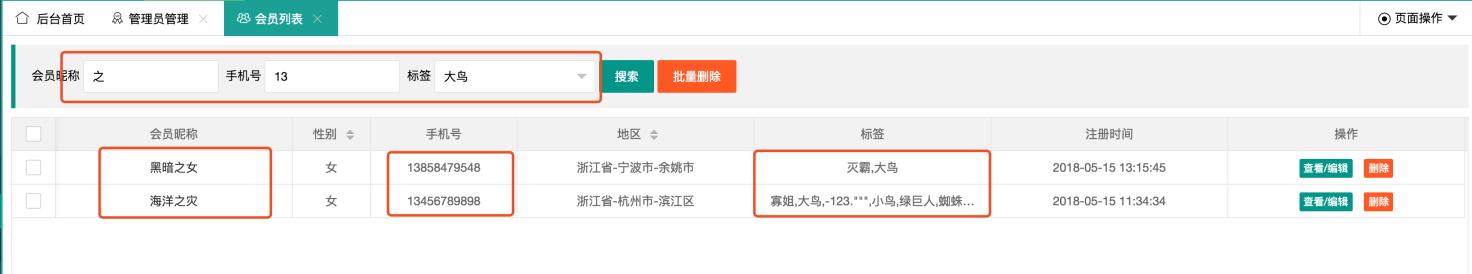 后台首页 管理员管理 会员列表 页面操作
会员昵称 之 手机号 13 标签 大鸟 搜索 批量删除
会员昵称 性别 手机号 地区 标签 注册时间 操作
黑暗之女 女 13858479548 浙江省-宁波市-余姚市 灭霸,大鸟 2018-05-15 13:15:45 查看/编辑 删除
海洋之灾 女 13456789898 浙江省-杭州市-滨江区 寡姐,大鸟,-123."”",小鸟,绿巨人,蜘蛛... 2018-05-15 11:34:34 查看/编辑 删除